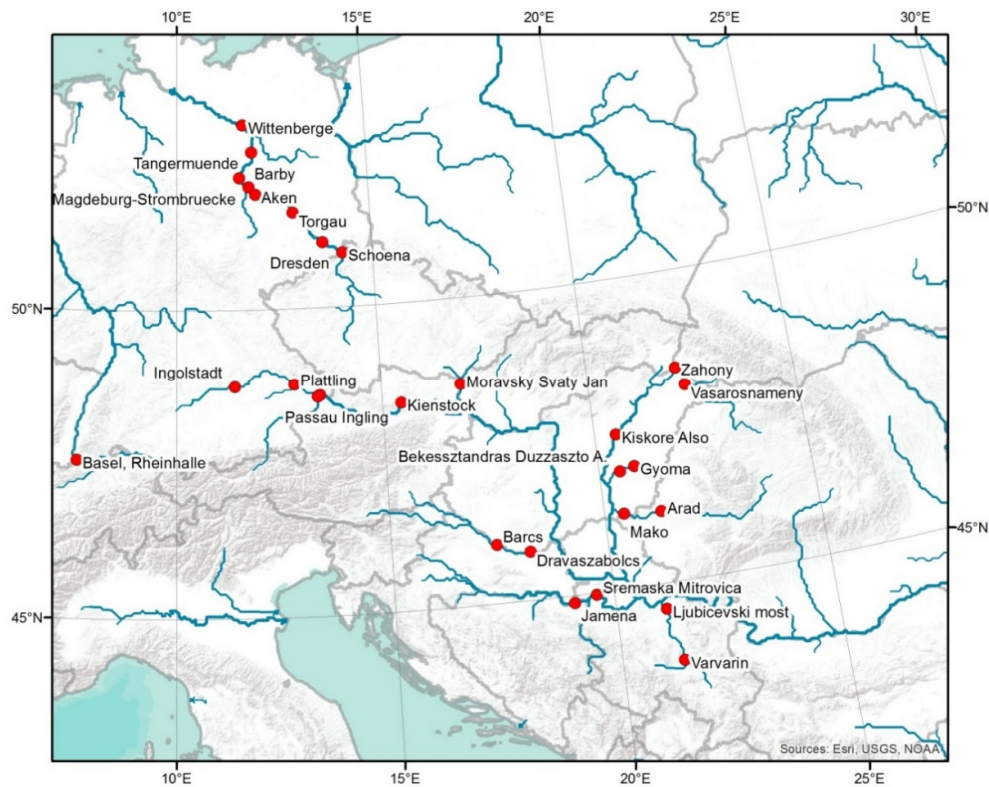 10°E
15°E
20°E
25°E
30°E
Wittenberge
Tangermuende
Barby
Magdeburg-Strombruecke
Aken
50°N
Torgau
Dresden
Schoena
50°N
Ingolstadt
Plattling
Moravsky Svaty Jan
Zahony
Vasarosnameny
Passau Ingling
Kienstock
Kiskore Also
Basel, Rheinhalle
Bekessztandras Duzzaszto A.
Gyoma
Arad
45°N
Barcs
Mako
Dravaszabolcs
Sremaska Mitrovica
45°N
Jamena
Ljubicevski most
Varvarin
Sources: Esri, USGS, NOAA
10°E
15°E
20°E
25°E